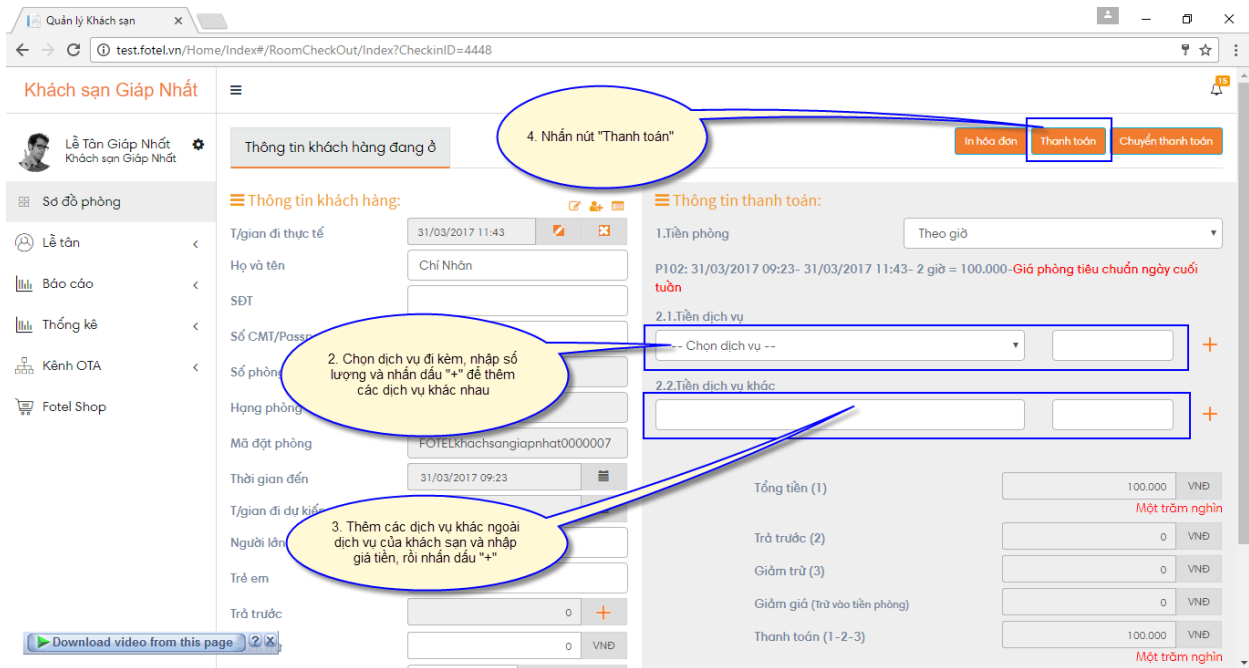 Quản lý Khách sạn
test.fotel.vn/Home/Index#/RoomCheckOut/Index?CheckinID=4448
Khách sạn Giáp Nhất
15
Lễ Tân Giáp Nhất
Khách sạn Giáp Nhất
Sơ đồ phòng
Lễ tân
Báo cáo
Thống kê
Kênh OTA
Fotel Shop
Download video from this page
4. Nhấn nút "Thanh toán"
Thông tin khách hàng đang ở
In hóa đơn
Thanh toán
Chuyển thanh toán
Thông tin khách hàng:
T/gian đi thực tế
31/03/2017 11:43
Họ và tên
Chí Nhân
SĐT
Số CMT/Passp
2. Chọn dịch vụ đi kèm, nhập số
lượng và nhấn dấu "+" để thêm
các dịch vụ khác nhau
Số phòng
Hạng phòng
Mã đặt phòng
FOTELkhachsangiapnhat0000007
Thời gian đến
31/03/2017 09:23
T/gian đi dự kiến
3. Thêm các dịch vụ khác ngoài
dịch vụ của khách sạn và nhập
giá tiền, rồi nhấn dấu "+"
Người lớn
Trẻ em
Trả trước
0 +
0 VNĐ
Thông tin thanh toán:
1.Tiền phòng
Theo giờ
P102: 31/03/2017 09:23- 31/03/2017 11:43- 2 giờ = 100.000-Giá phòng tiêu chuẩn ngày cuối
tuần
2.1.Tiền dịch vụ
-- Chọn dịch vụ --
+
2.2.Tiền dịch vụ khác
+
Tổng tiền (1)
100.000 VNĐ
Một trăm nghìn
Trả trước (2)
0 VNĐ
Giảm trừ (3)
0 VNĐ
Giảm giá (Trừ vào tiền phòng)
0 VNĐ
Thanh toán (1-2-3)
100.000 VNĐ
Một trăm nghìn